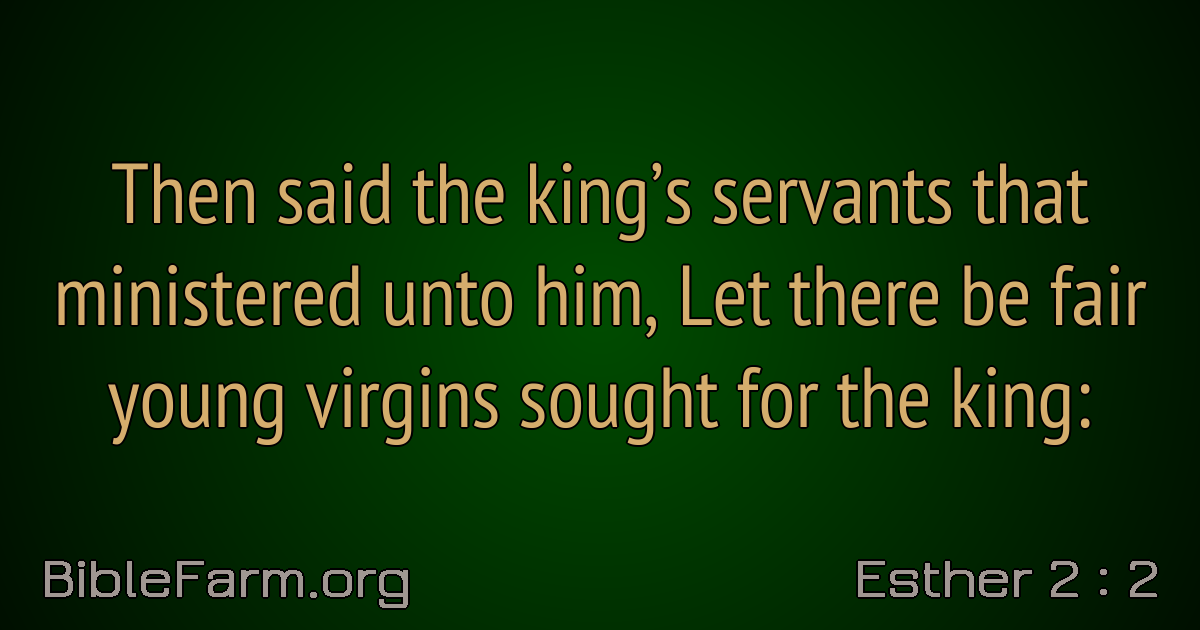 Then said the king’s servants that
ministered unto him, Let there be fair
young virgins sought for the king:
BibleFarm.org
Esther 2 : 2